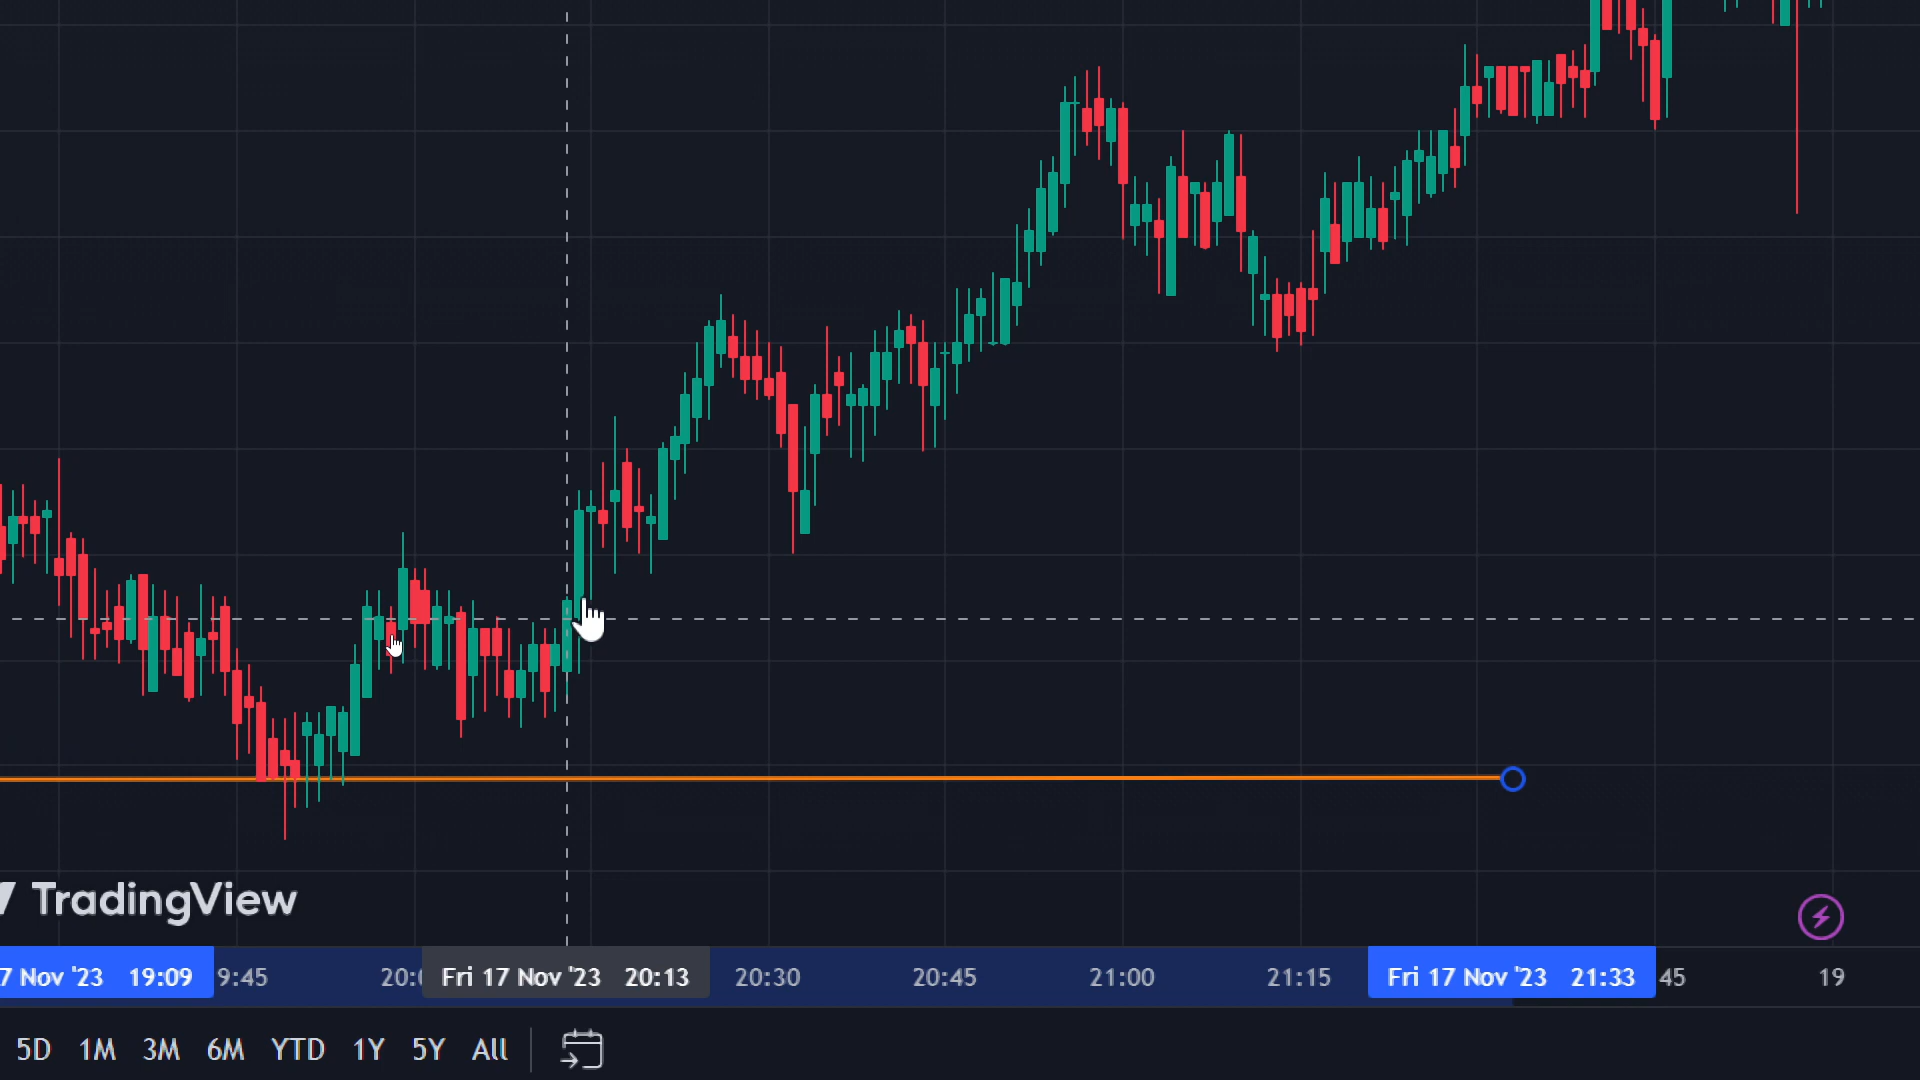 TradingView
7 Nov '23 19:09 9:45 20:0 Fri 17 Nov '23 20:13 20:30 20:45 21:00 21:15 Fri 17 Nov '23 21:33 45 19
5D 1M 3M 6M YTD 1Y 5Y All